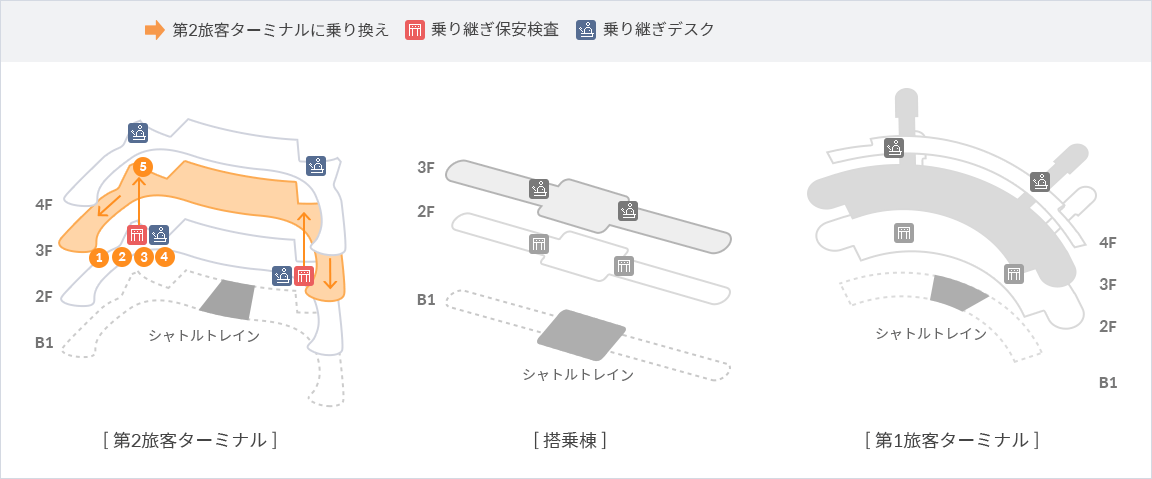 第2旅客ターミナルに乗り換え 乗り継ぎ保安検査 乗り継ぎデスク
4F
3F
2F
B1
5
1 2 3 4
シャトルトレイン
[ 第2旅客ターミナル ]
3F
2F
B1
シャトルトレイン
[ 搭乗棟 ]
4F
3F
2F
B1
シャトルトレイン
[ 第1旅客ターミナル ]